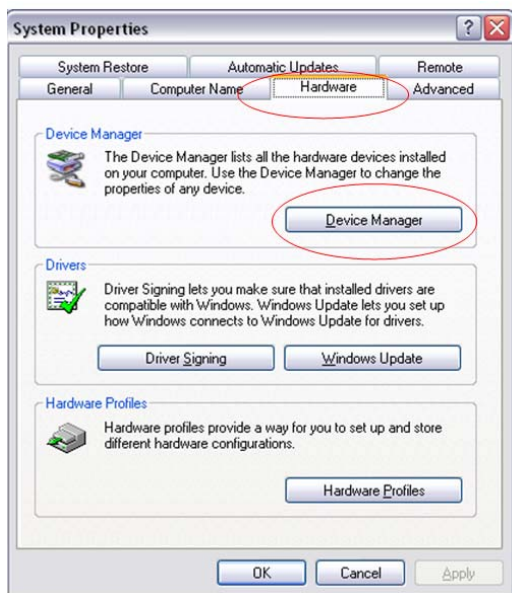 System Properties
System Restore Automatic Updates Remote
General Computer Name Hardware Advanced
Device Manager
The Device Manager lists all the hardware devices installed
on your computer. Use the Device Manager to change the
properties of any device.
Device Manager
Drivers
Driver Signing lets you make sure that installed drivers are
compatible with Windows. Windows Update lets you set up
how Windows connects to Windows Update for drivers.
Driver Signing Windows Update
Hardware Profiles
Hardware profiles provide a way for you to set up and store
different hardware configurations.
Hardware Profiles
OK Cancel Apply